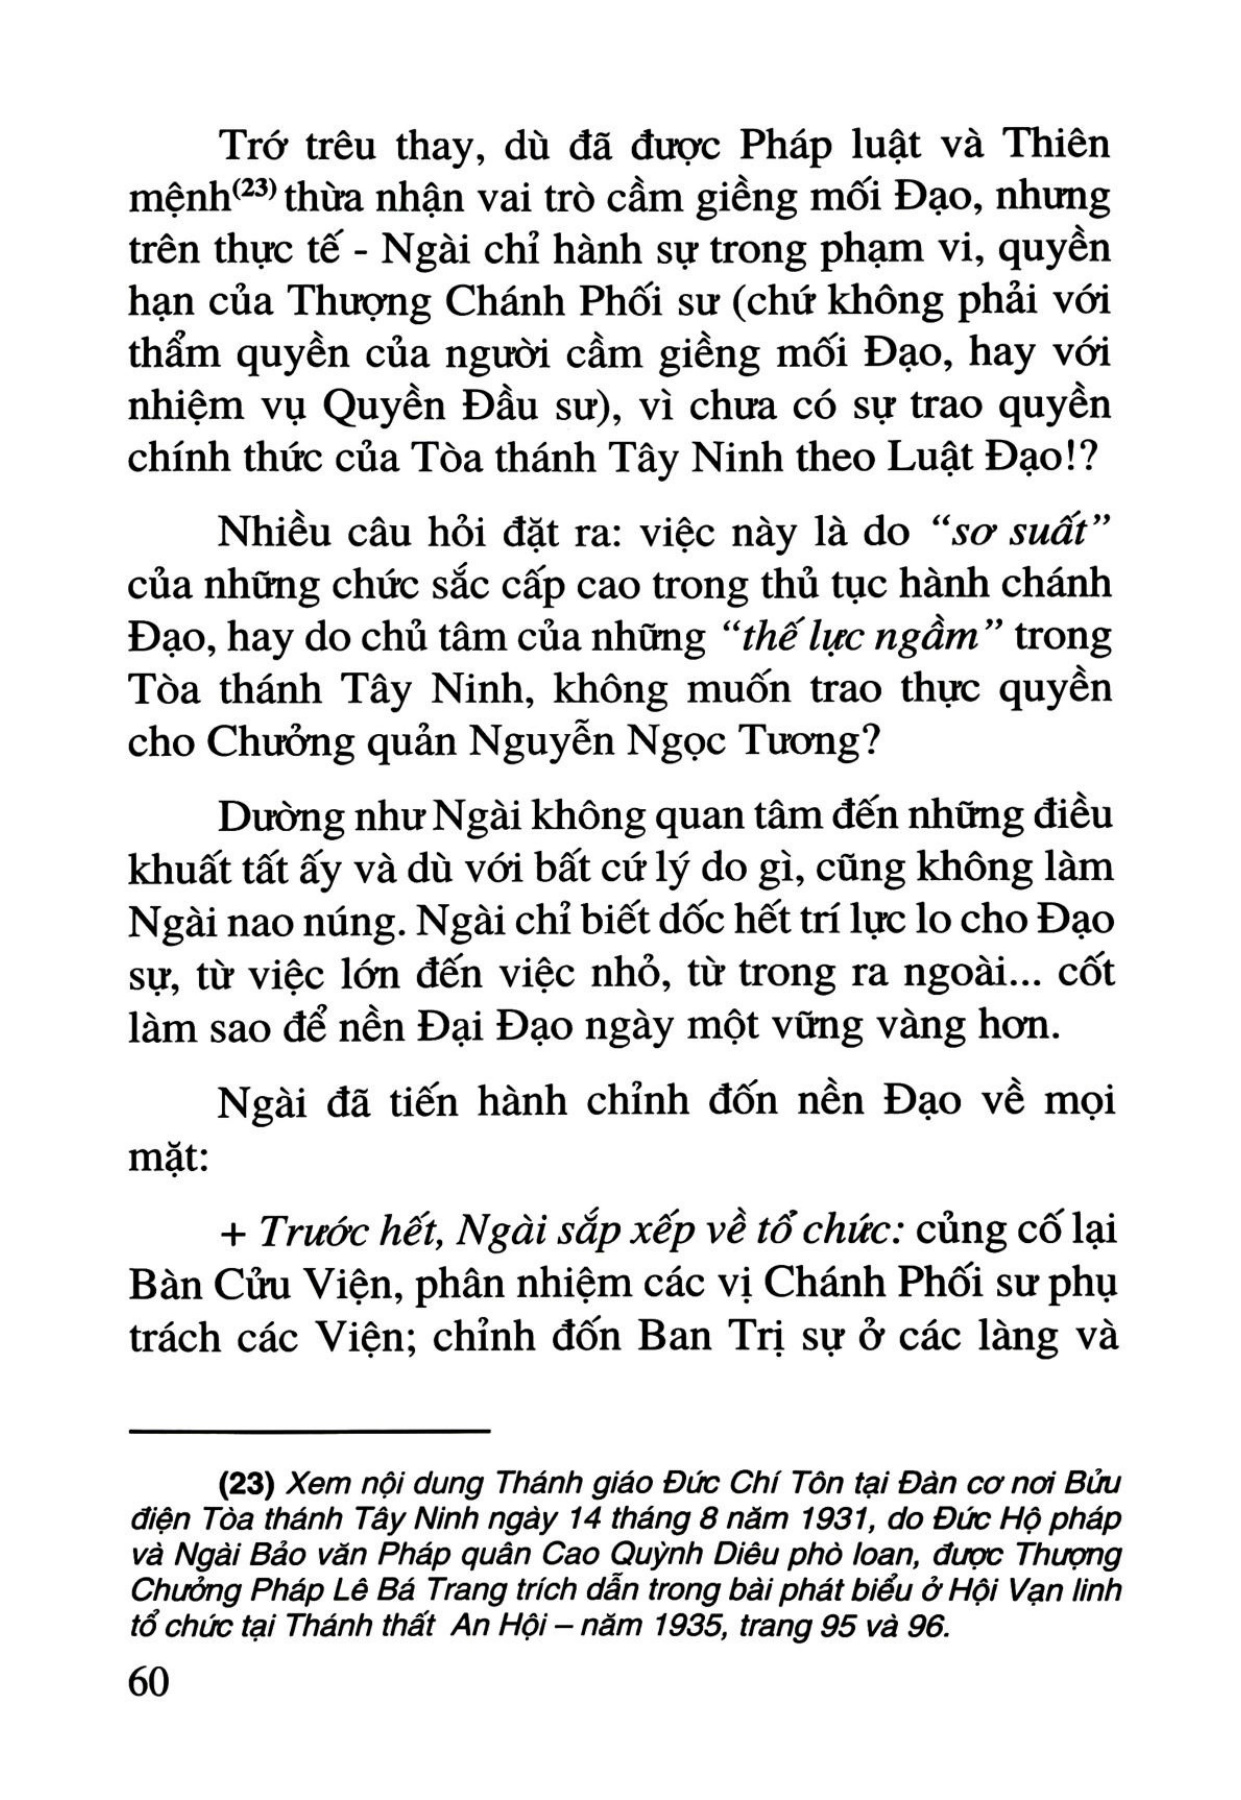 Trớ trêu thay, dù đã được Pháp luật và Thiên
mệnh(23) thừa nhận vai trò cầm giềng mối Đạo, nhưng
trên thực tế - Ngài chỉ hành sự trong phạm vi, quyền
hạn của Thượng Chánh Phối sư (chứ không phải với
thẩm quyền của người cầm giềng mối Đạo, hay với
nhiệm vụ Quyền Đầu sư), vì chưa có sự trao quyền
chính thức của Tòa thánh Tây Ninh theo Luật Đạo!?
Nhiều câu hỏi đặt ra: việc này là do “sơ suất”
của những chức sắc cấp cao trong thủ tục hành chánh
Đạo, hay do chủ tâm của những “thế lực ngầm” trong
Tòa thánh Tây Ninh, không muốn trao thực quyền
cho Chưởng quản Nguyễn Ngọc Tương?
Dường như Ngài không quan tâm đến những điều
khuất tất ấy và dù với bất cứ lý do gì, cũng không làm
Ngài nao núng. Ngài chỉ biết dốc hết trí lực lo cho Đạo
sự, từ việc lớn đến việc nhỏ, từ trong ra ngoài... cốt
làm sao để nền Đại Đạo ngày một vững vàng hơn.
Ngài đã tiến hành chỉnh đốn nền Đạo về mọi
mặt:
+ Trước hết, Ngài sắp xếp về tổ chức: củng cố lại
Bàn Cửu Viện, phân nhiệm các vị Chánh Phối sư phụ
trách các Viện; chỉnh đốn Ban Trị sự ở các làng và
(23) Xem nội dung Thánh giáo Đức Chí Tôn tại Đàn cơ nơi Bửu
điện Tòa thánh Tây Ninh ngày 14 tháng 8 năm 1931, do Đức Hộ pháp
và Ngài Bảo văn Pháp quân Cao Quỳnh Diêu phò loan, được Thượng
Chưởng Pháp Lê Bá Trang trích dẫn trong bài phát biểu ở Hội Vạn linh
tổ chức tại Thánh thất An Hội – năm 1935, trang 95 và 96.
60